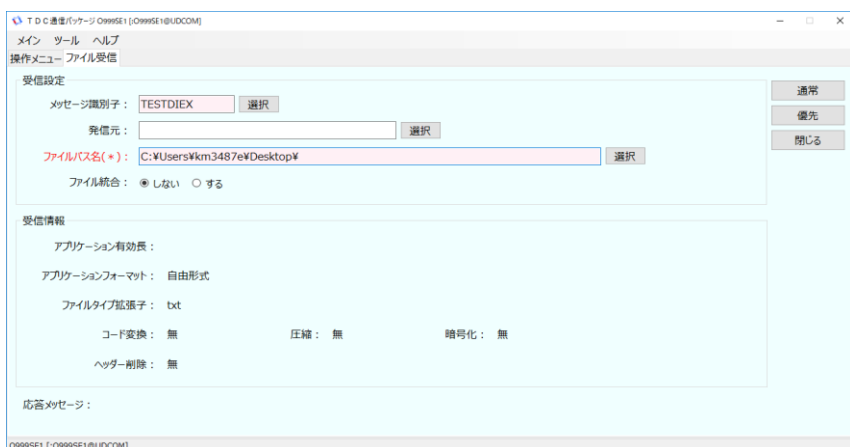 TDC通信パッケージ O999SE1 [;O999SE1@UDCOM]
メイン ツール ヘルプ
操作メニュー ファイル受信
受信設定
メッセージ識別子： TESTDIEX 選択
発信元： 選択
ファイルパス名(＊)： C:¥Users¥km3487e¥Desktop¥ 選択
ファイル統合： しない する
通常
優先
閉じる
受信情報
アプリケーション有効長：
アプリケーションフォーマット： 自由形式
ファイルタイプ拡張子： txt
コード変換： 無 圧縮： 無 暗号化： 無
ヘッダー削除： 無
応答メッセージ：
O999SE1 [;O999SE1@UDCOM]